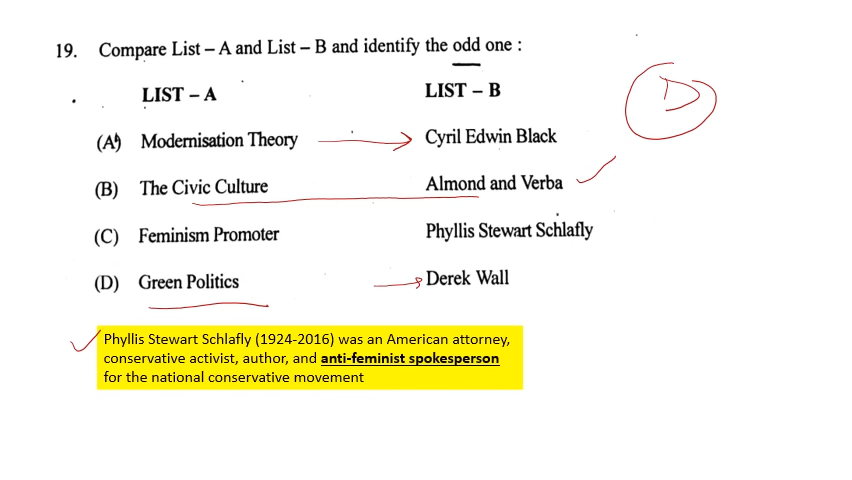 19. Compare List – A and List – B and identify the odd one :
LIST – A LIST – B
(A) Modernisation Theory Cyril Edwin Black
(B) The Civic Culture Almond and Verba
(C) Feminism Promoter Phyllis Stewart Schlafly
(D) Green Politics Derek Wall
D
Phyllis Stewart Schlafly (1924-2016) was an American attorney,
conservative activist, author, and anti-feminist spokesperson
for the national conservative movement